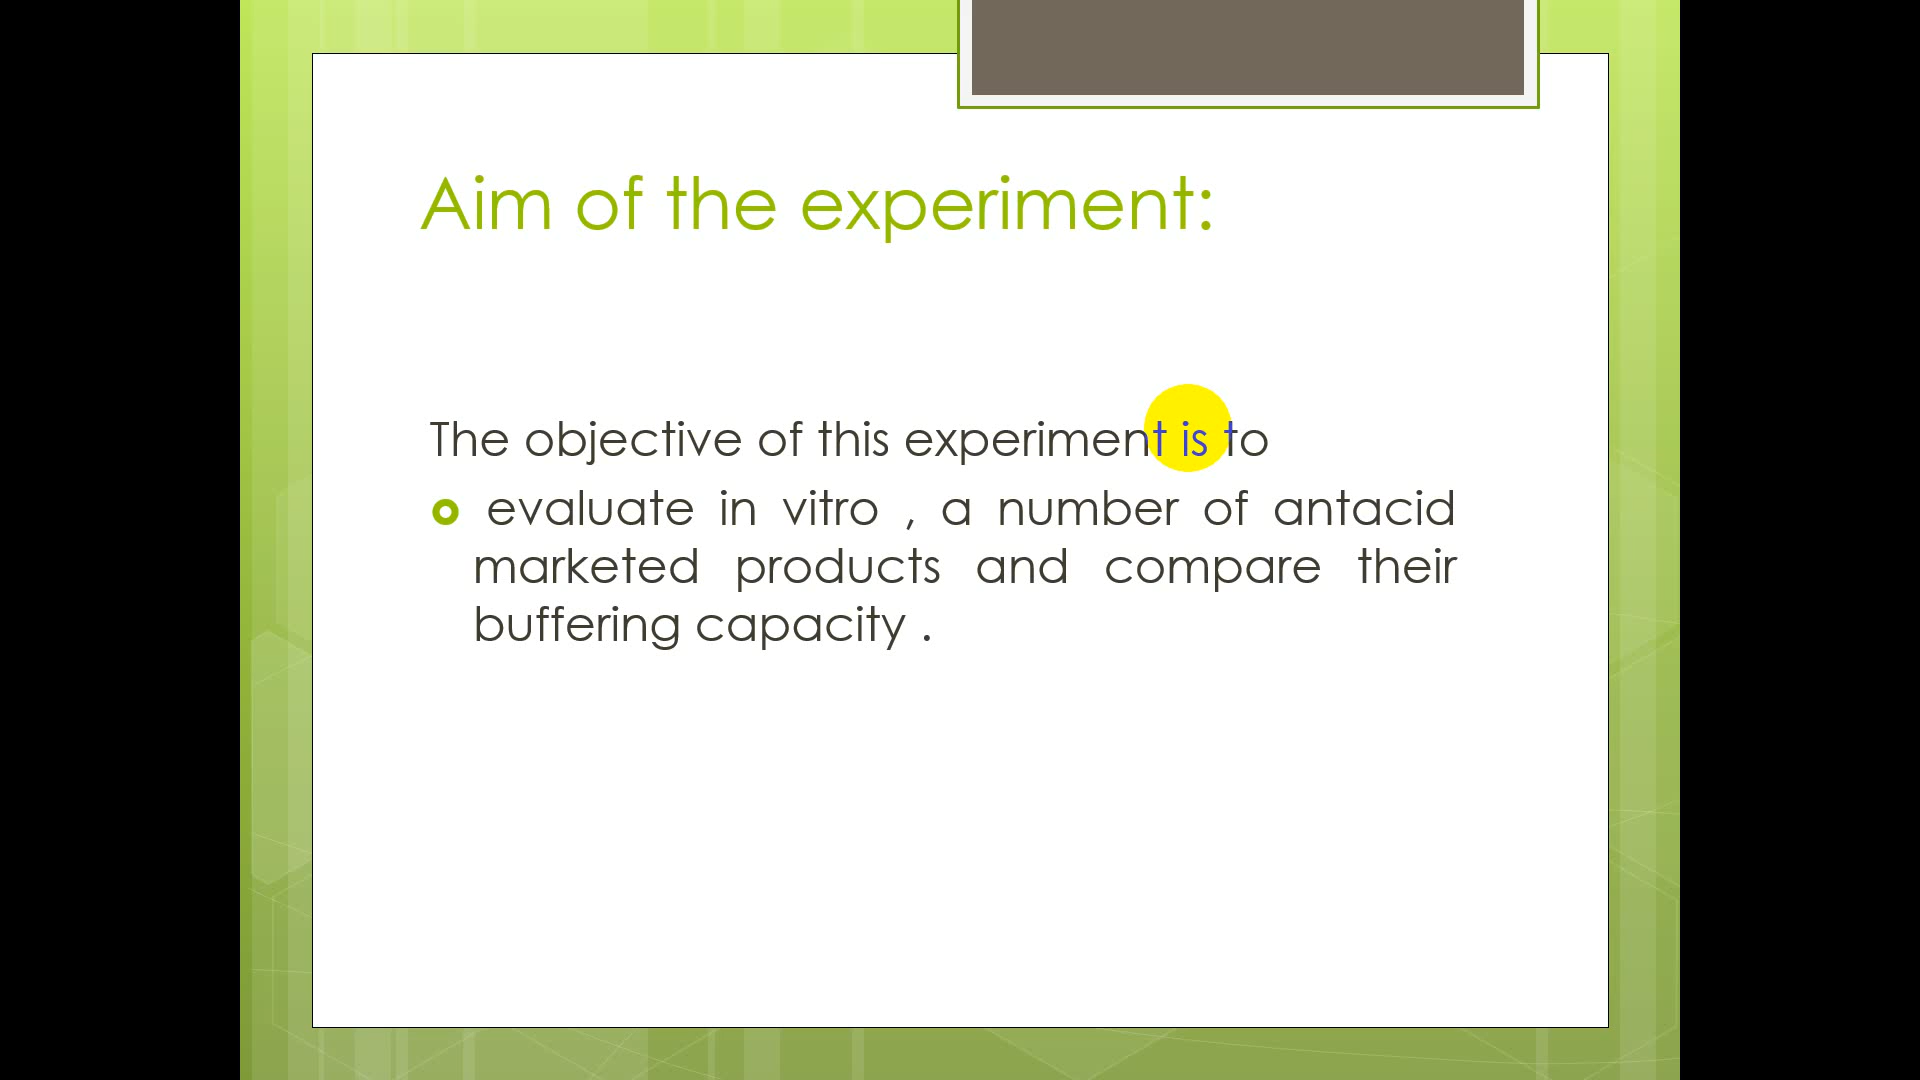 Aim of the experiment:
The objective of this experiment is to
evaluate in vitro , a number of antacid
marketed products and compare their
buffering capacity .